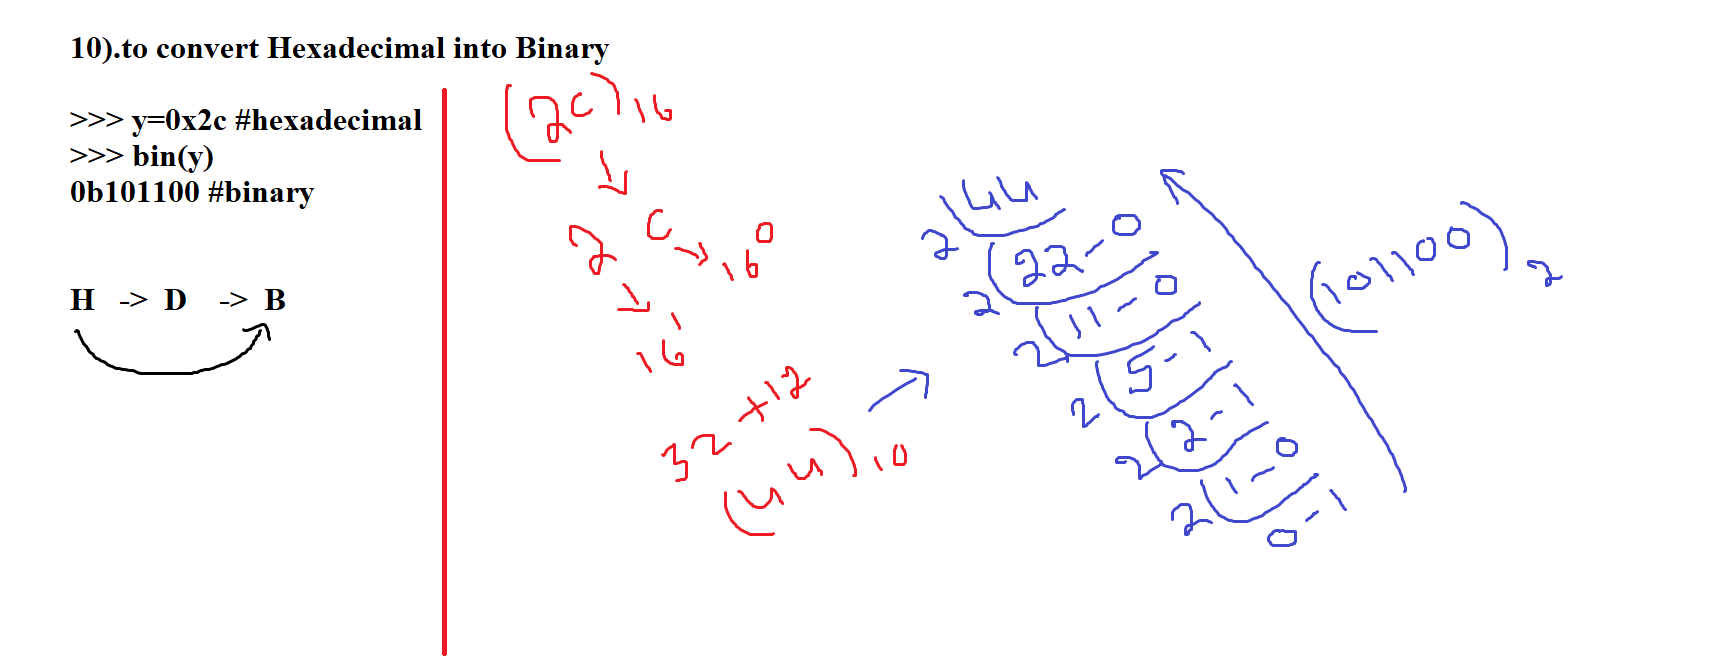 10).to convert Hexadecimal into Binary
>>> y=0x2c #hexadecimal
>>> bin(y)
0b101100 #binary
H -> D -> B
(2C)16
2 C → 16^0
16^1
32 +12
(44)10
2 44
2 22-0
2 11-0
2 5-1
2 2-1
2 1-0
0-1
(101100)2